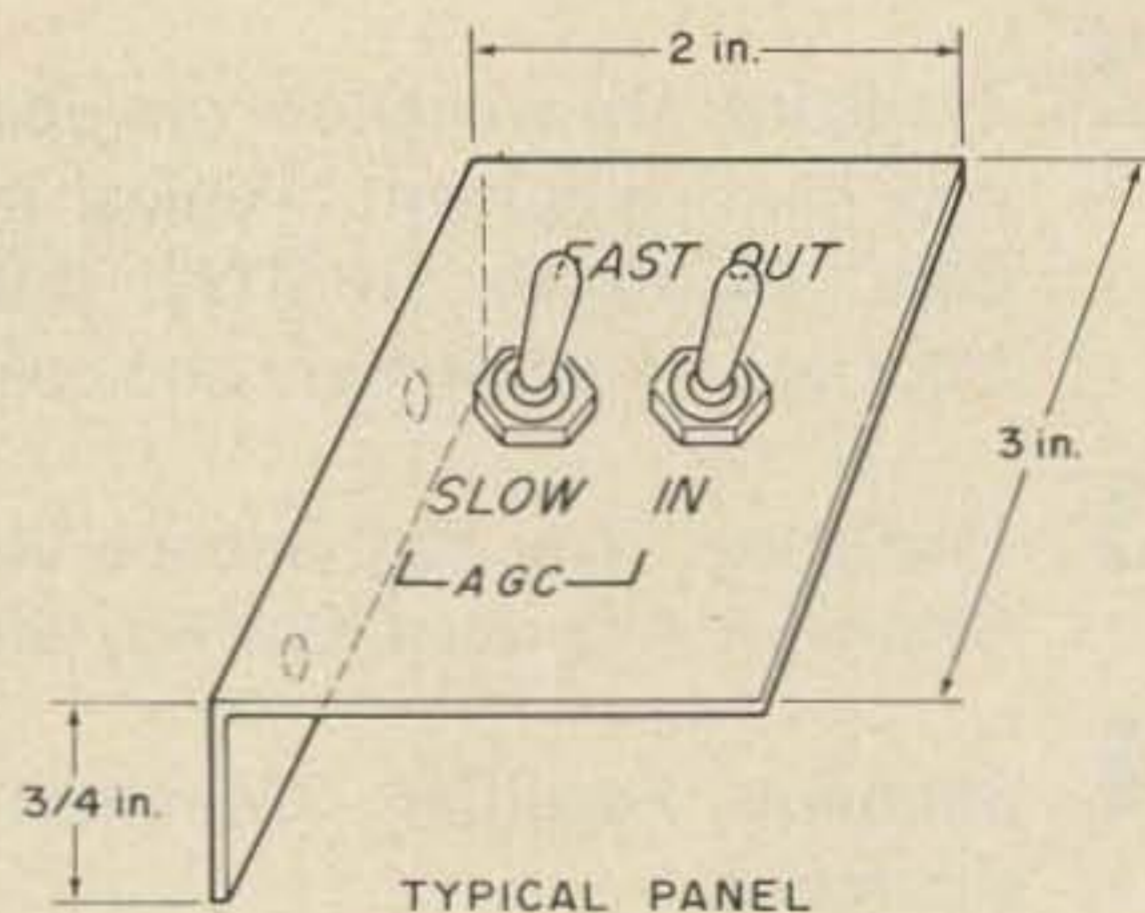 2 in.
FAST OUT
3 in.
SLOW IN
AGC
3/4 in.
TYPICAL PANEL